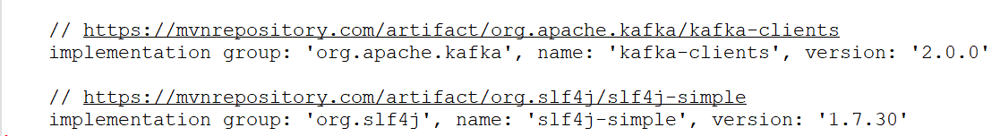 // https://mvnrepository.com/artifact/org.apache.kafka/kafka-clients
implementation group: 'org.apache.kafka', name: 'kafka-clients', version: '2.0.0'
// https://mvnrepository.com/artifact/org.slf4j/slf4j-simple
implementation group: 'org.slf4j', name: 'slf4j-simple', version: '1.7.30'